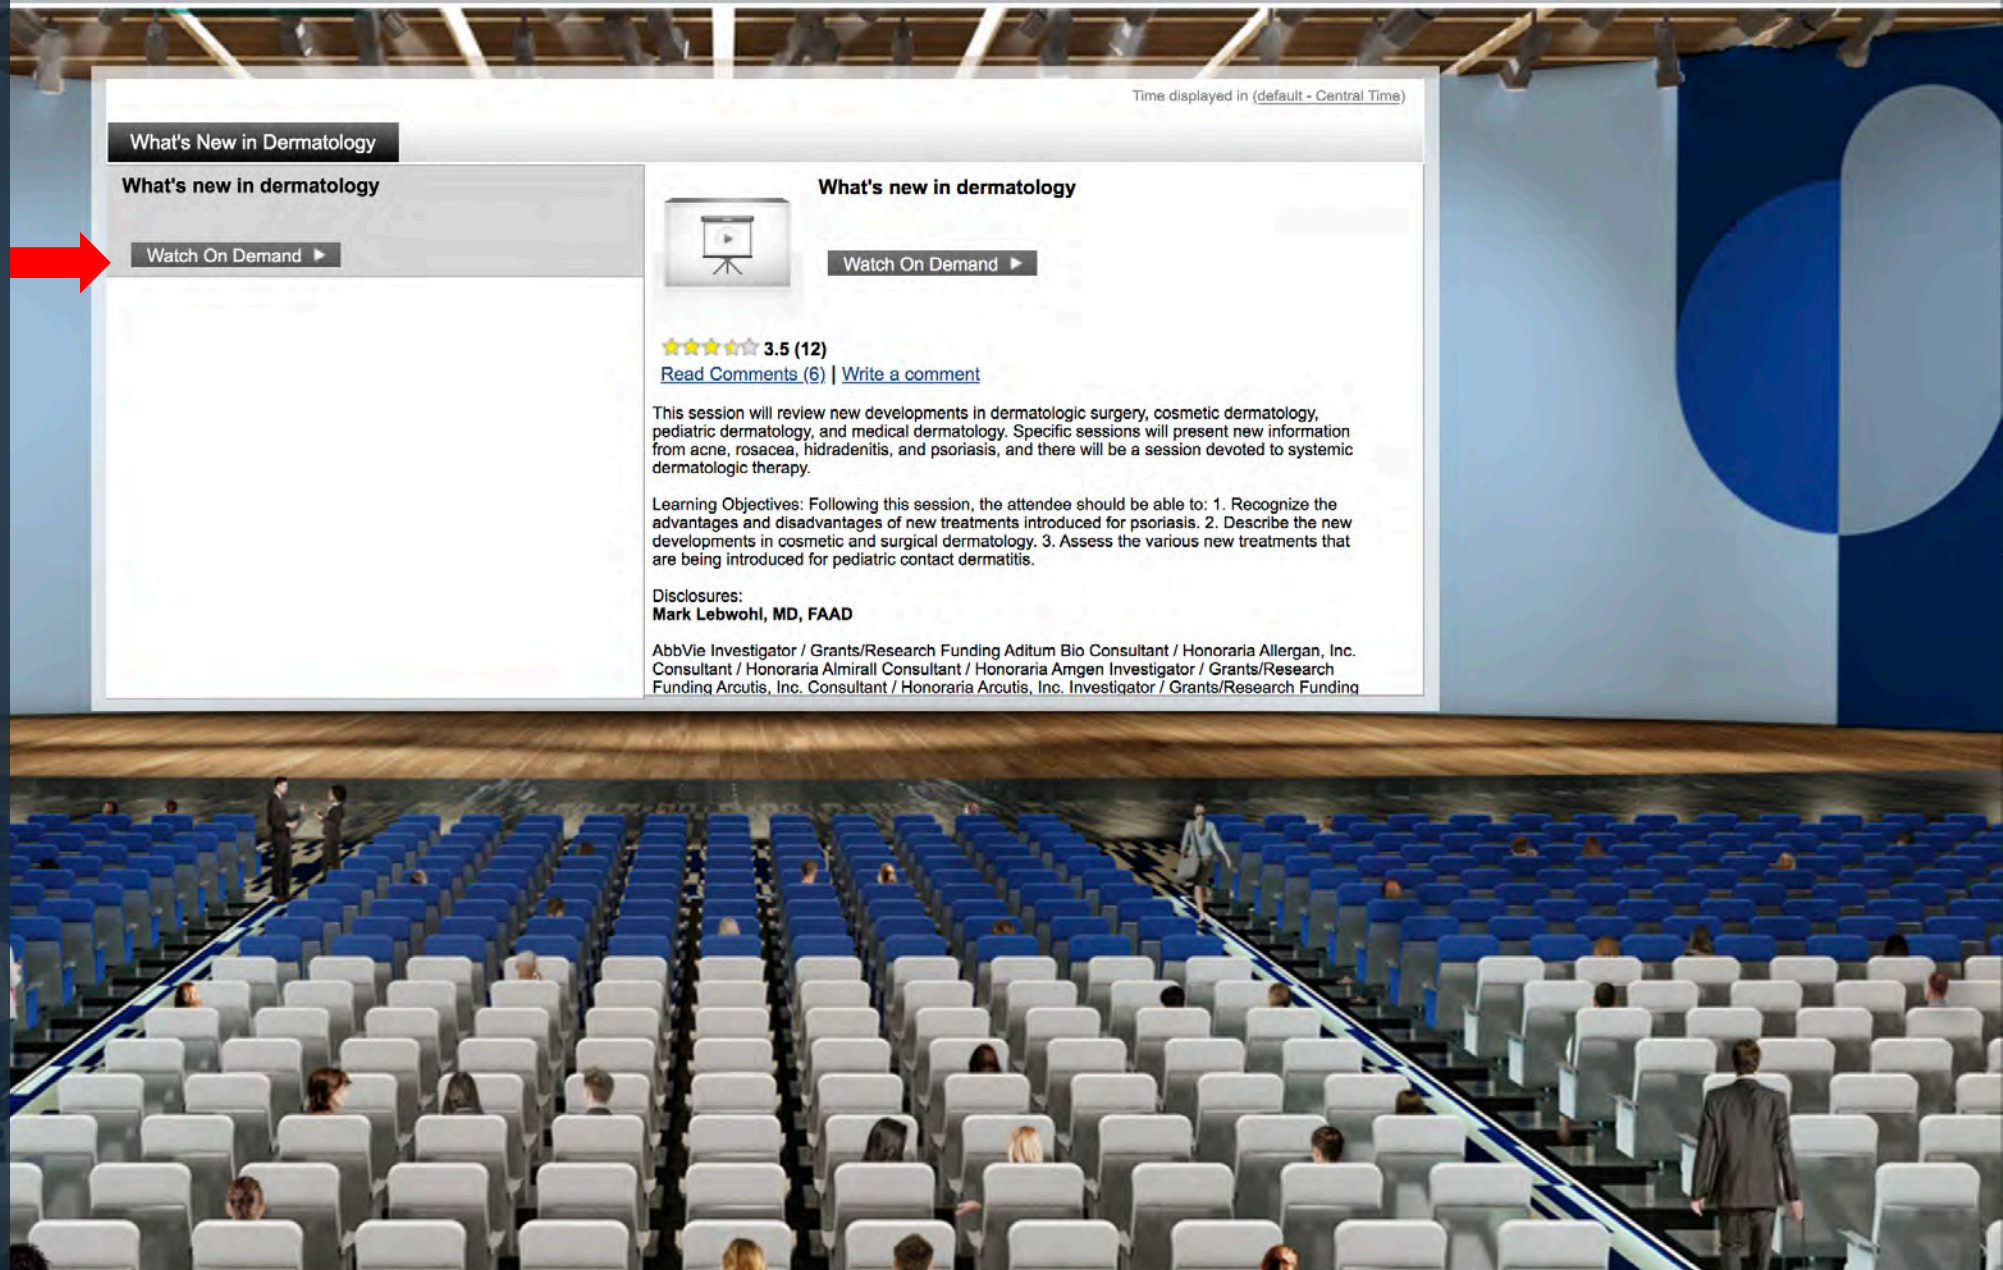 Time displayed in (default - Central Time)
What's New in Dermatology
What's new in dermatology
Watch On Demand
What's new in dermatology
Watch On Demand
3.5 (12)
Read Comments (6) | Write a comment
This session will review new developments in dermatologic surgery, cosmetic dermatology,
pediatric dermatology, and medical dermatology. Specific sessions will present new information
from acne, rosacea, hidradenitis, and psoriasis, and there will be a session devoted to systemic
dermatologic therapy.
Learning Objectives: Following this session, the attendee should be able to: 1. Recognize the
advantages and disadvantages of new treatments introduced for psoriasis. 2. Describe the new
developments in cosmetic and surgical dermatology. 3. Assess the various new treatments that
are being introduced for pediatric contact dermatitis.
Disclosures:
Mark Lebwohl, MD, FAAD
AbbVie Investigator / Grants/Research Funding Aditum Bio Consultant / Honoraria Allergan, Inc.
Consultant / Honoraria Almirall Consultant / Honoraria Amgen Investigator / Grants/Research
Funding Arcutis, Inc. Consultant / Honoraria Arcutis, Inc. Investigator / Grants/Research Funding